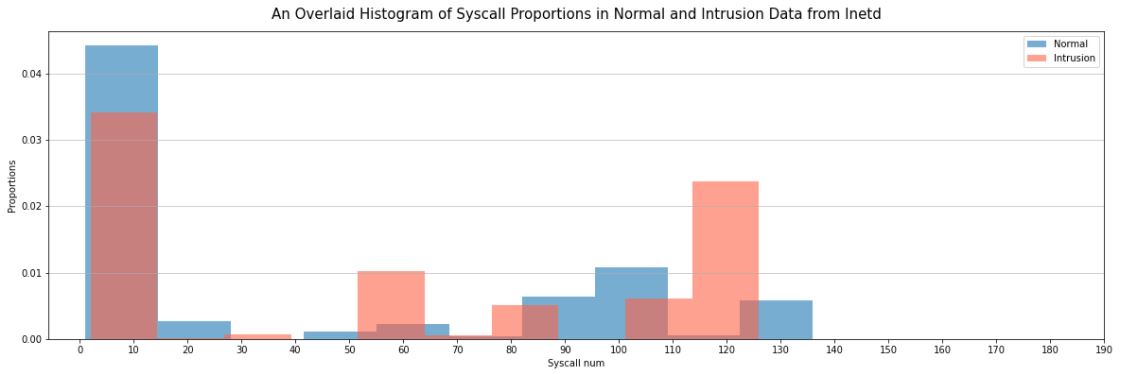 An Overlaid Histogram of Syscall Proportions in Normal and Intrusion Data from Inetd
Normal
Intrusion
Proportions
0.04
0.03
0.02
0.01
0.00
0 10 20 30 40 50 60 70 80 90 100 110 120 130 140 150 160 170 180 190
Syscall num